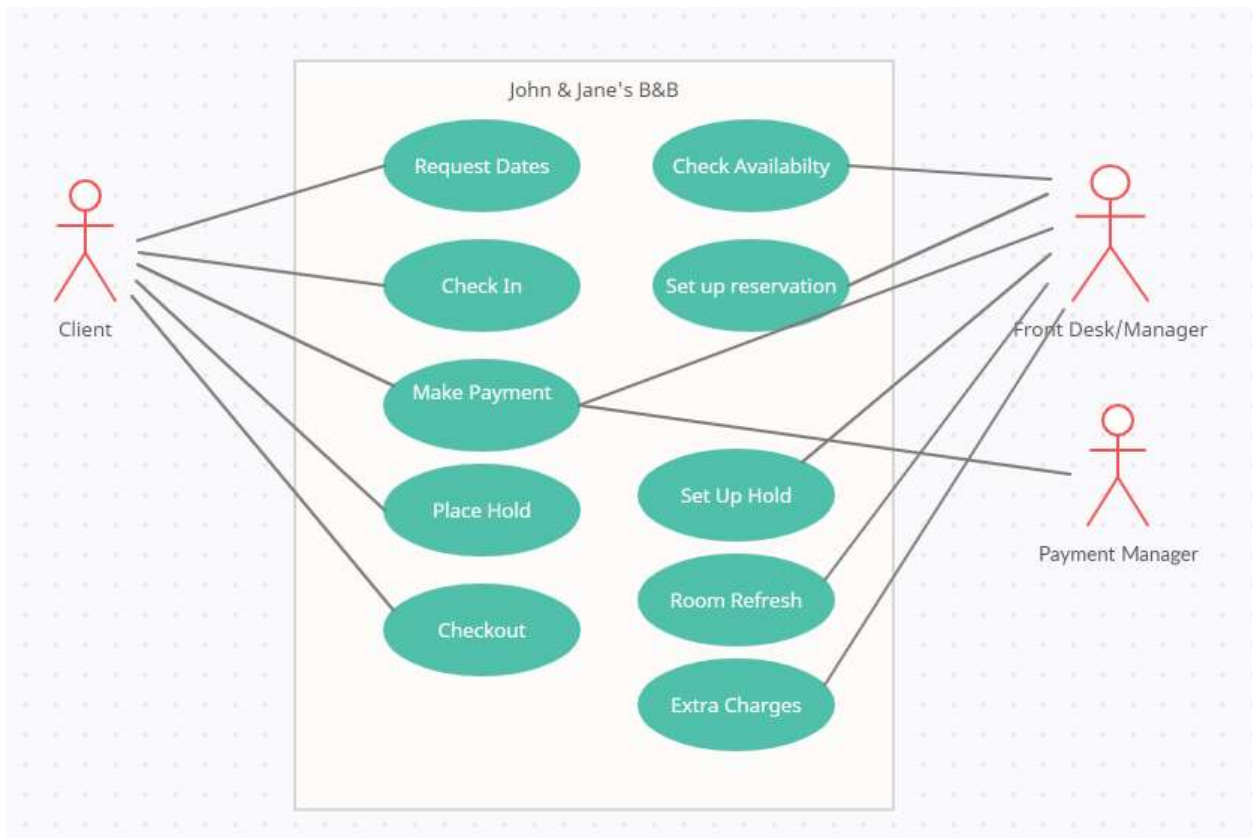 John & Jane's B&B
Request Dates
Check Availabilty
Check In
Set up reservation
Client
Front Desk/Manager
Make Payment
Set Up Hold
Place Hold
Payment Manager
Room Refresh
Checkout
Extra Charges